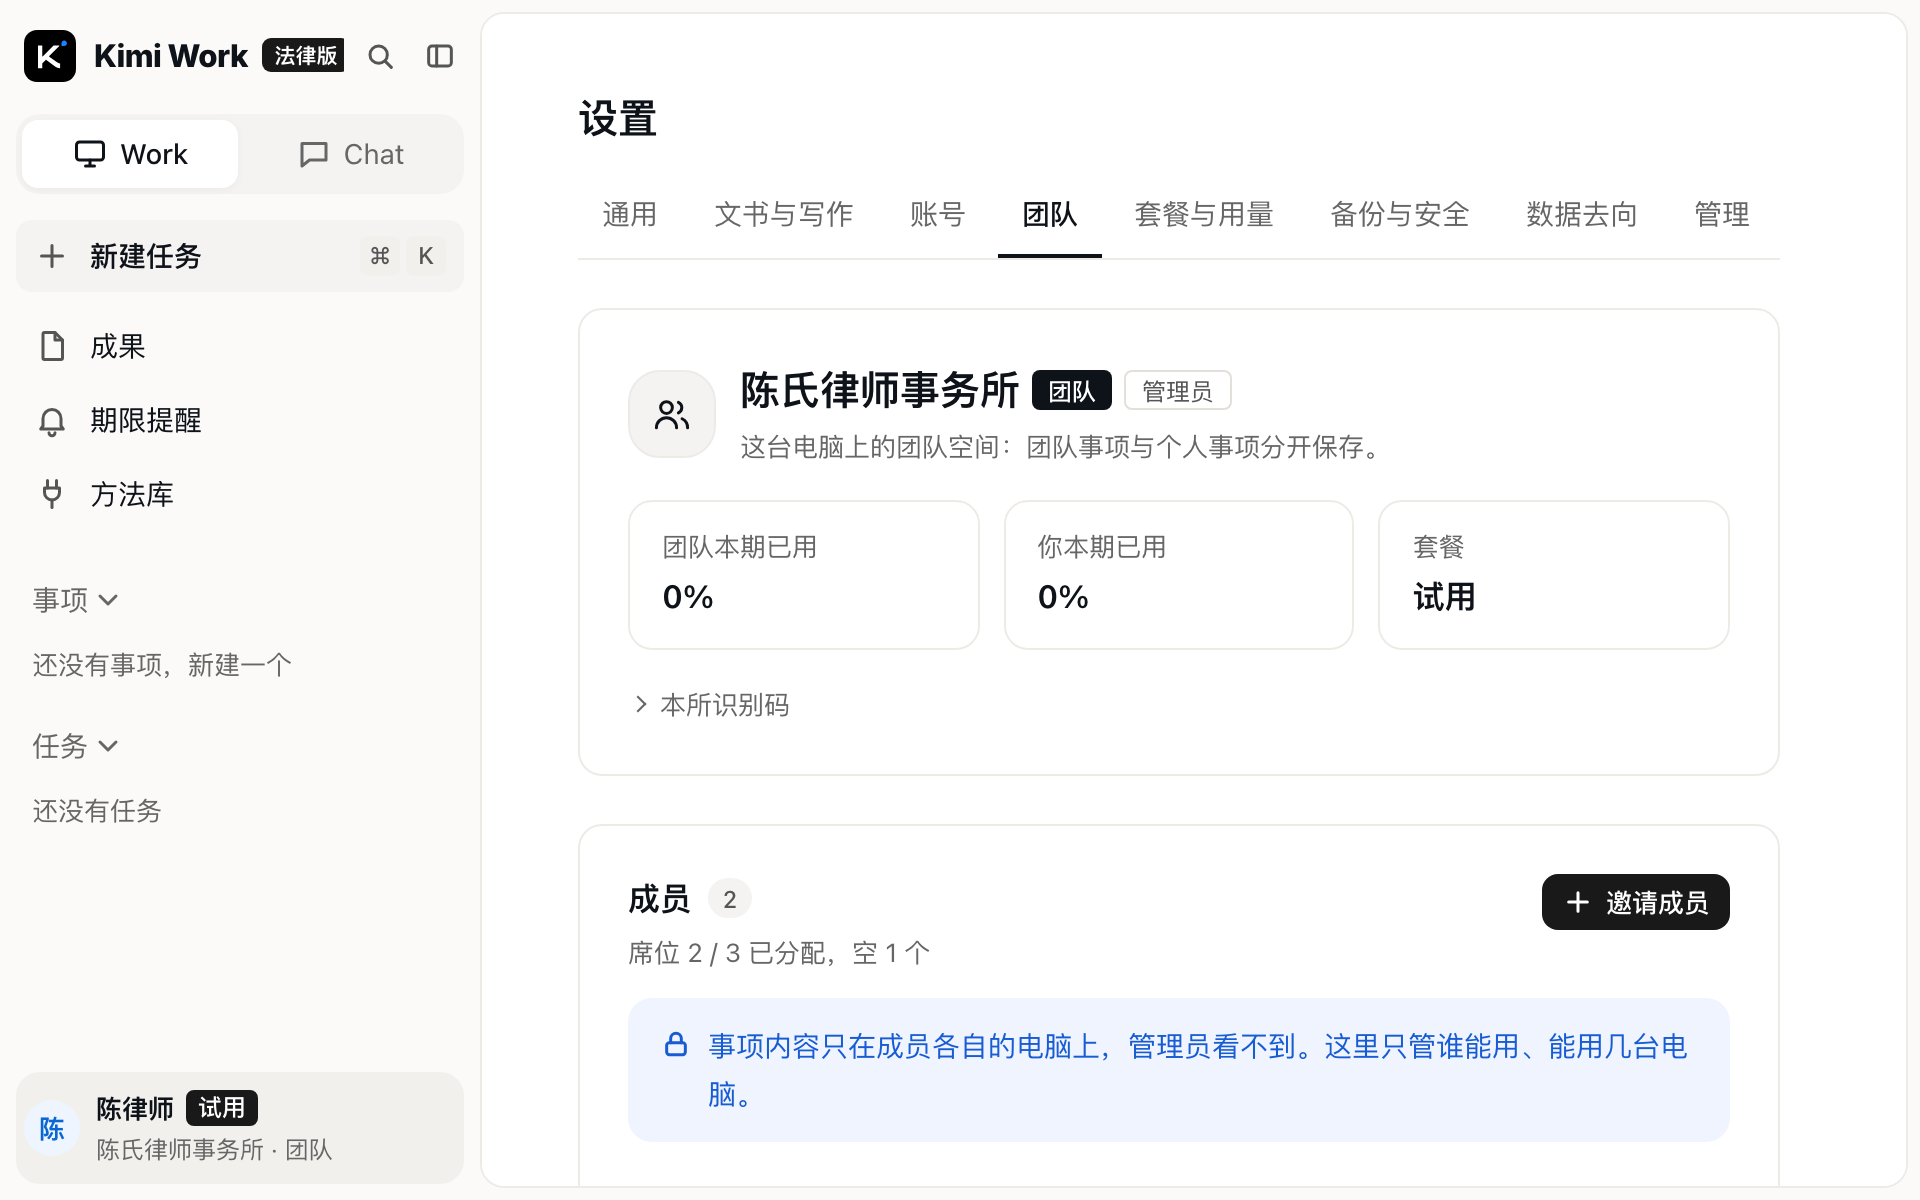 Kimi Work 法律版
Work
Chat
新建任务 ⌘ K
成果
期限提醒
方法库
事项
还没有事项，新建一个
任务
还没有任务
陈 陈律师 试用
陈氏律师事务所 · 团队
设置
通用 文书与写作 账号 团队 套餐与用量 备份与安全 数据去向 管理
陈氏律师事务所 团队 管理员
这台电脑上的团队空间：团队事项与个人事项分开保存。
团队本期已用
0%
你本期已用
0%
套餐
试用
本所识别码
成员 2
邀请成员
席位 2 / 3 已分配，空 1 个
事项内容只在成员各自的电脑上，管理员看不到。这里只管谁能用、能用几台电
脑。